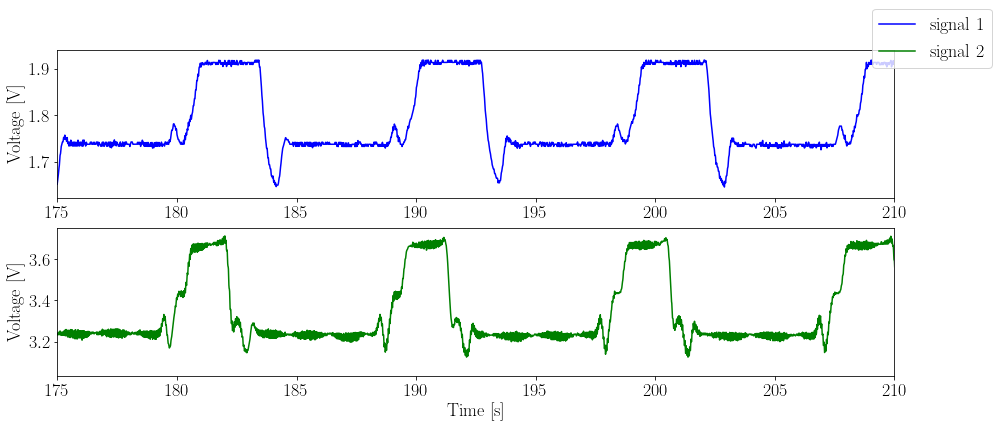 signal 1
signal 2
Voltage [V]
1.9
1.8
1.7
175 180 185 190 195 200 205 210
Voltage [V]
3.6
3.4
3.2
175 180 185 190 195 200 205 210
Time [s]